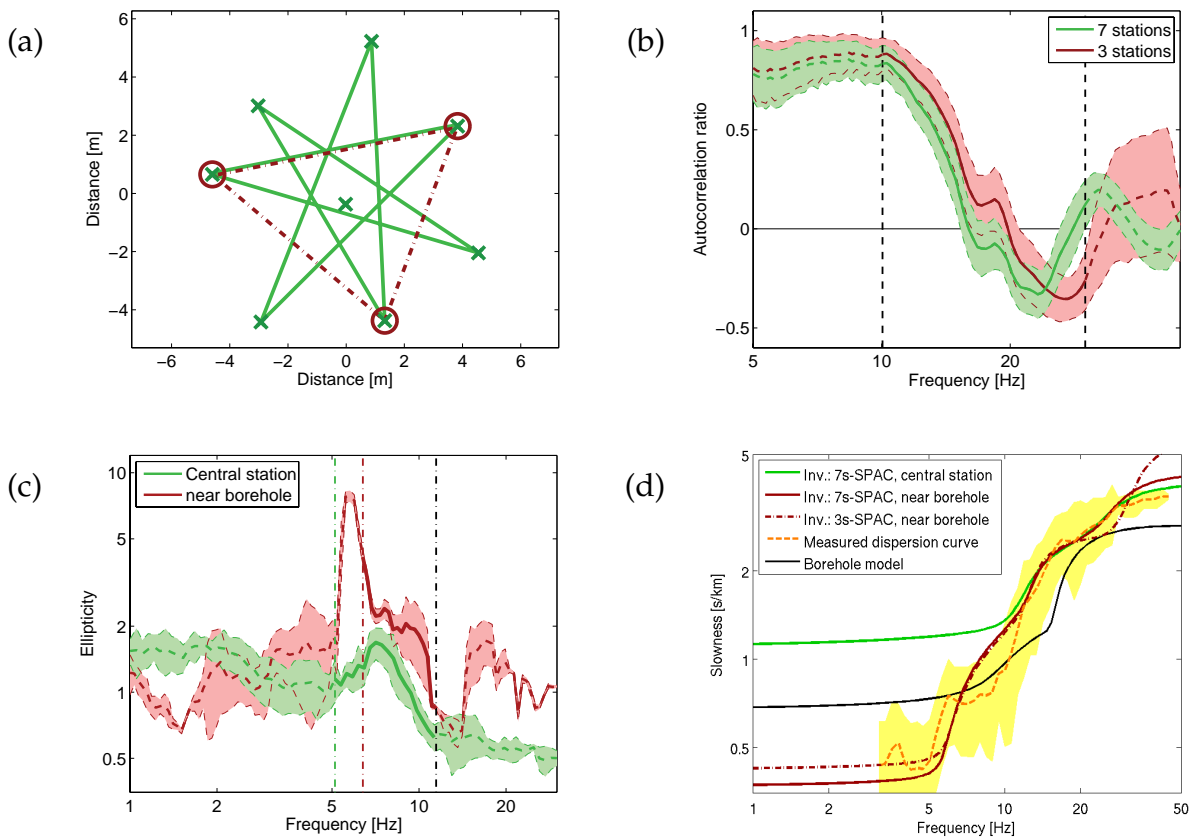 (a)
6
4
2
0
−2
−4
Distance [m]
−6 −4 −2 0 2 4 6
Distance [m]
(b)
7 stations
3 stations
1
0.5
0
−0.5
Autocorrelation ratio
5 10 20
Frequency [Hz]
(c)
Central station
near borehole
10
5
2
1
0.5
Ellipticity
1 2 5 10 20
Frequency [Hz]
(d)
Inv.: 7s-SPAC, central station
Inv.: 7s-SPAC, near borehole
Inv.: 3s-SPAC, near borehole
Measured dispersion curve
Borehole model
5
2
1
0.5
Slowness [s/km]
1 2 5 10 20 50
Frequency [Hz]